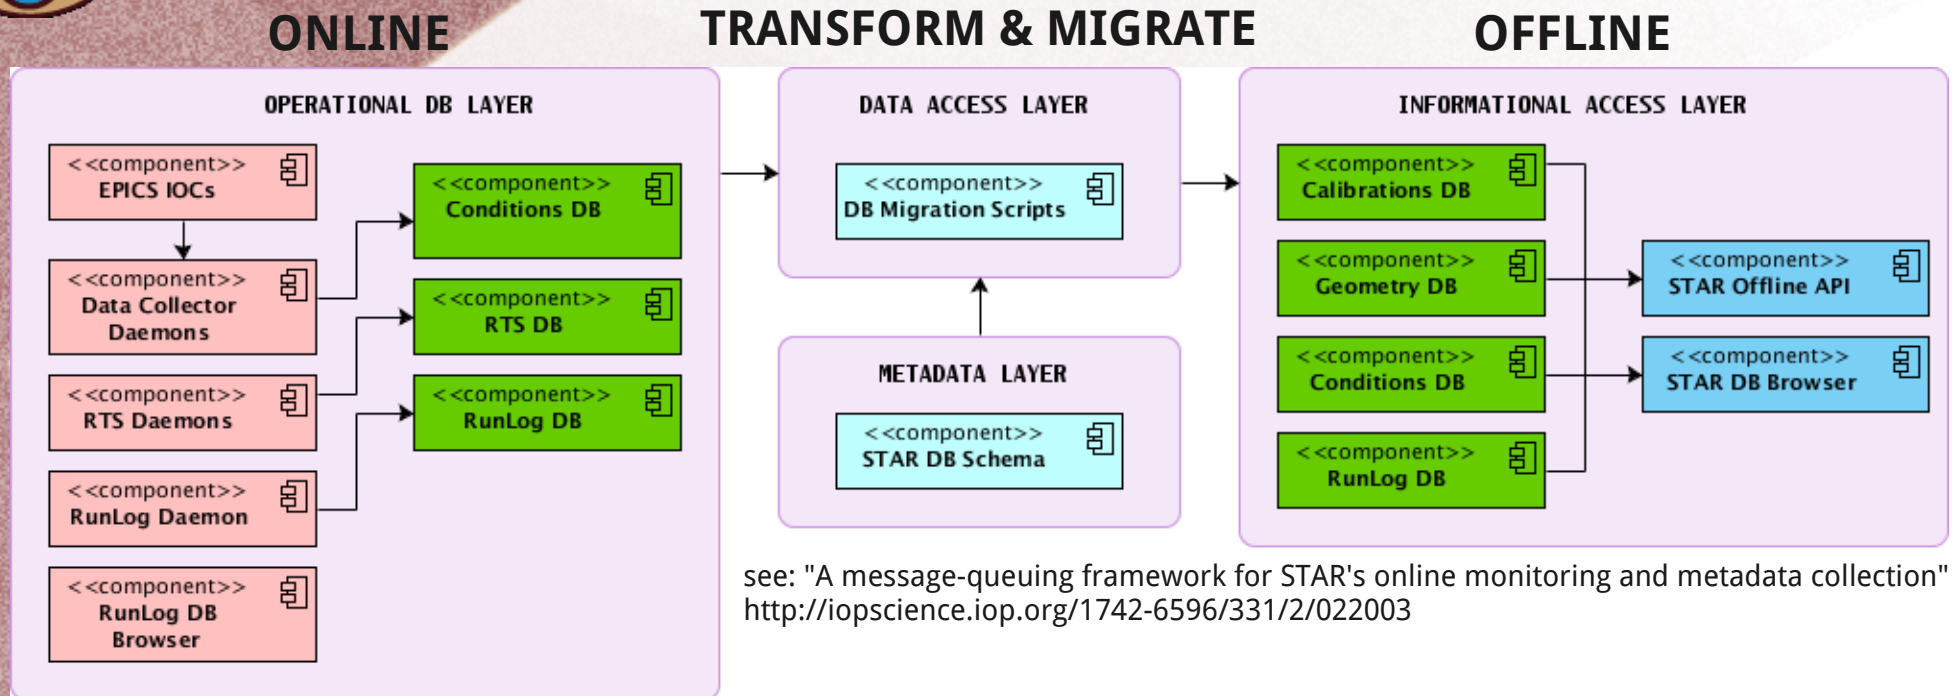 ONLINE
TRANSFORM & MIGRATE
OFFLINE
OPERATIONAL DB LAYER
<<component>>
EPICS IOCs
<<component>>
Data Collector
Daemons
<<component>>
RTS Daemons
<<component>>
RunLog Daemon
<<component>>
RunLog DB
Browser
<<component>>
Conditions DB
<<component>>
RTS DB
<<component>>
RunLog DB
DATA ACCESS LAYER
<<component>>
DB Migration Scripts
METADATA LAYER
<<component>>
STAR DB Schema
INFORMATIONAL ACCESS LAYER
<<component>>
Calibrations DB
<<component>>
Geometry DB
<<component>>
Conditions DB
<<component>>
RunLog DB
<<component>>
STAR Offline API
<<component>>
STAR DB Browser
see: "A message-queuing framework for STAR's online monitoring and metadata collection"
http://iopscience.iop.org/1742-6596/331/2/022003